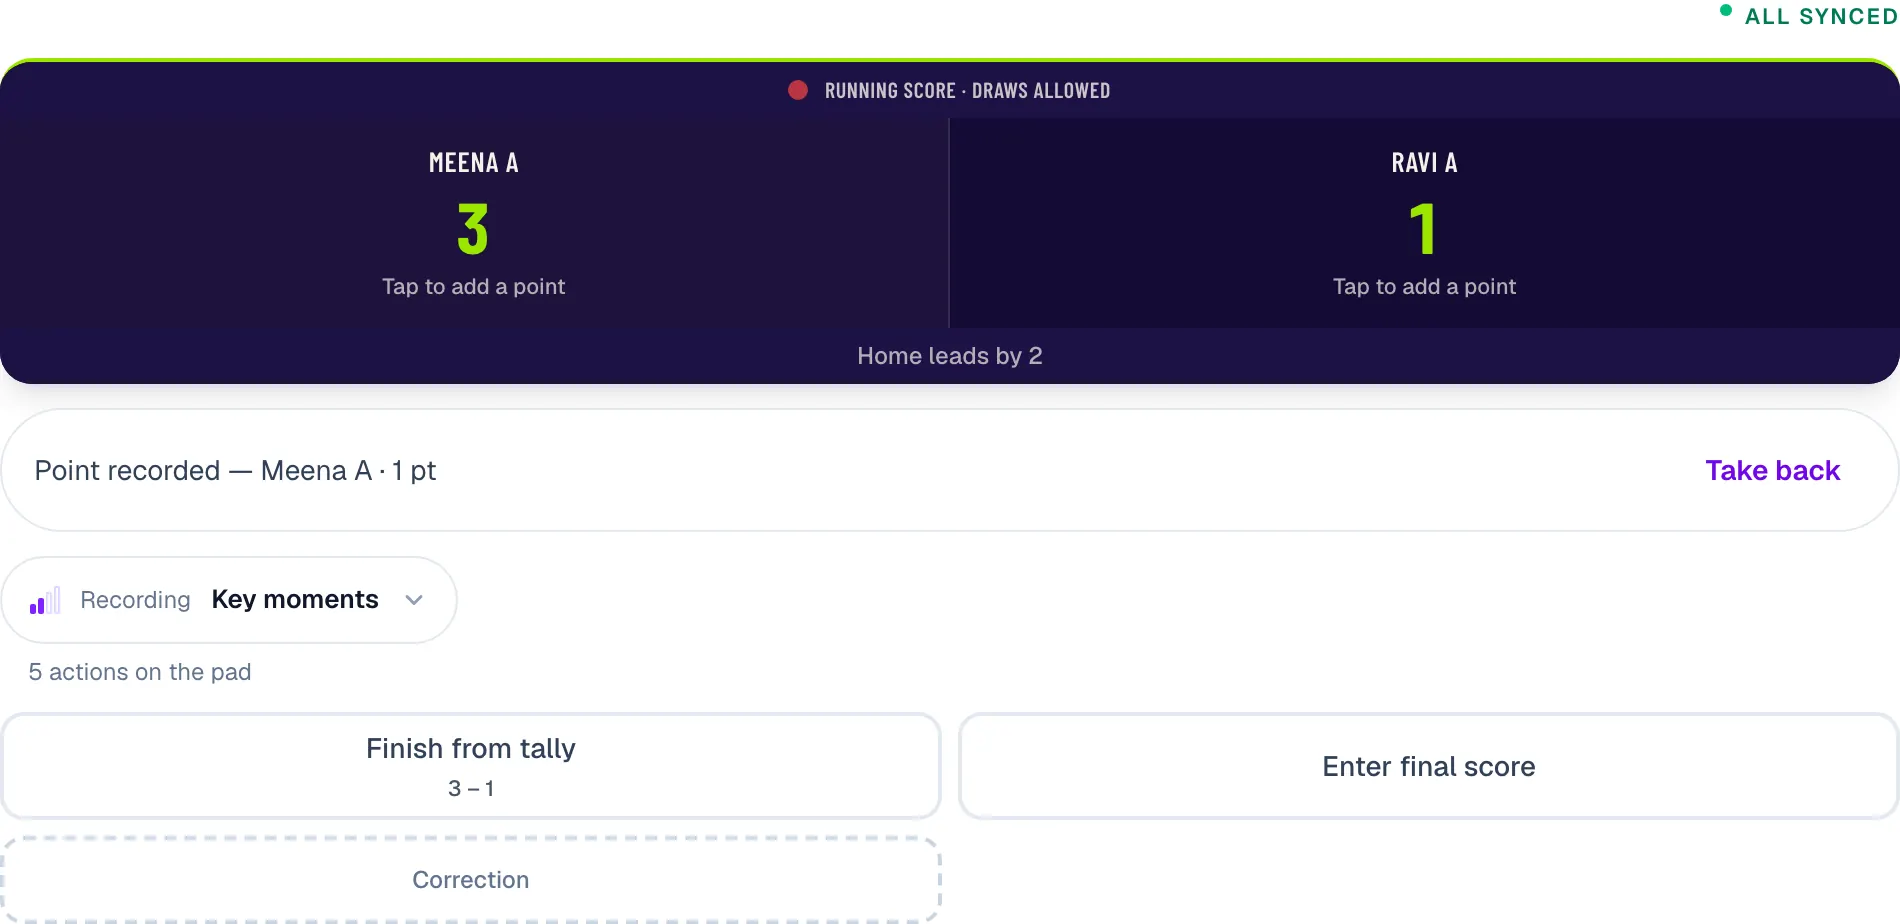 ALL SYNCED
RUNNING SCORE · DRAWS ALLOWED
MEENA A
3
Tap to add a point
RAVI A
1
Tap to add a point
Home leads by 2
Point recorded — Meena A · 1 pt
Take back
Recording Key moments
5 actions on the pad
Finish from tally
3 – 1
Enter final score
Correction